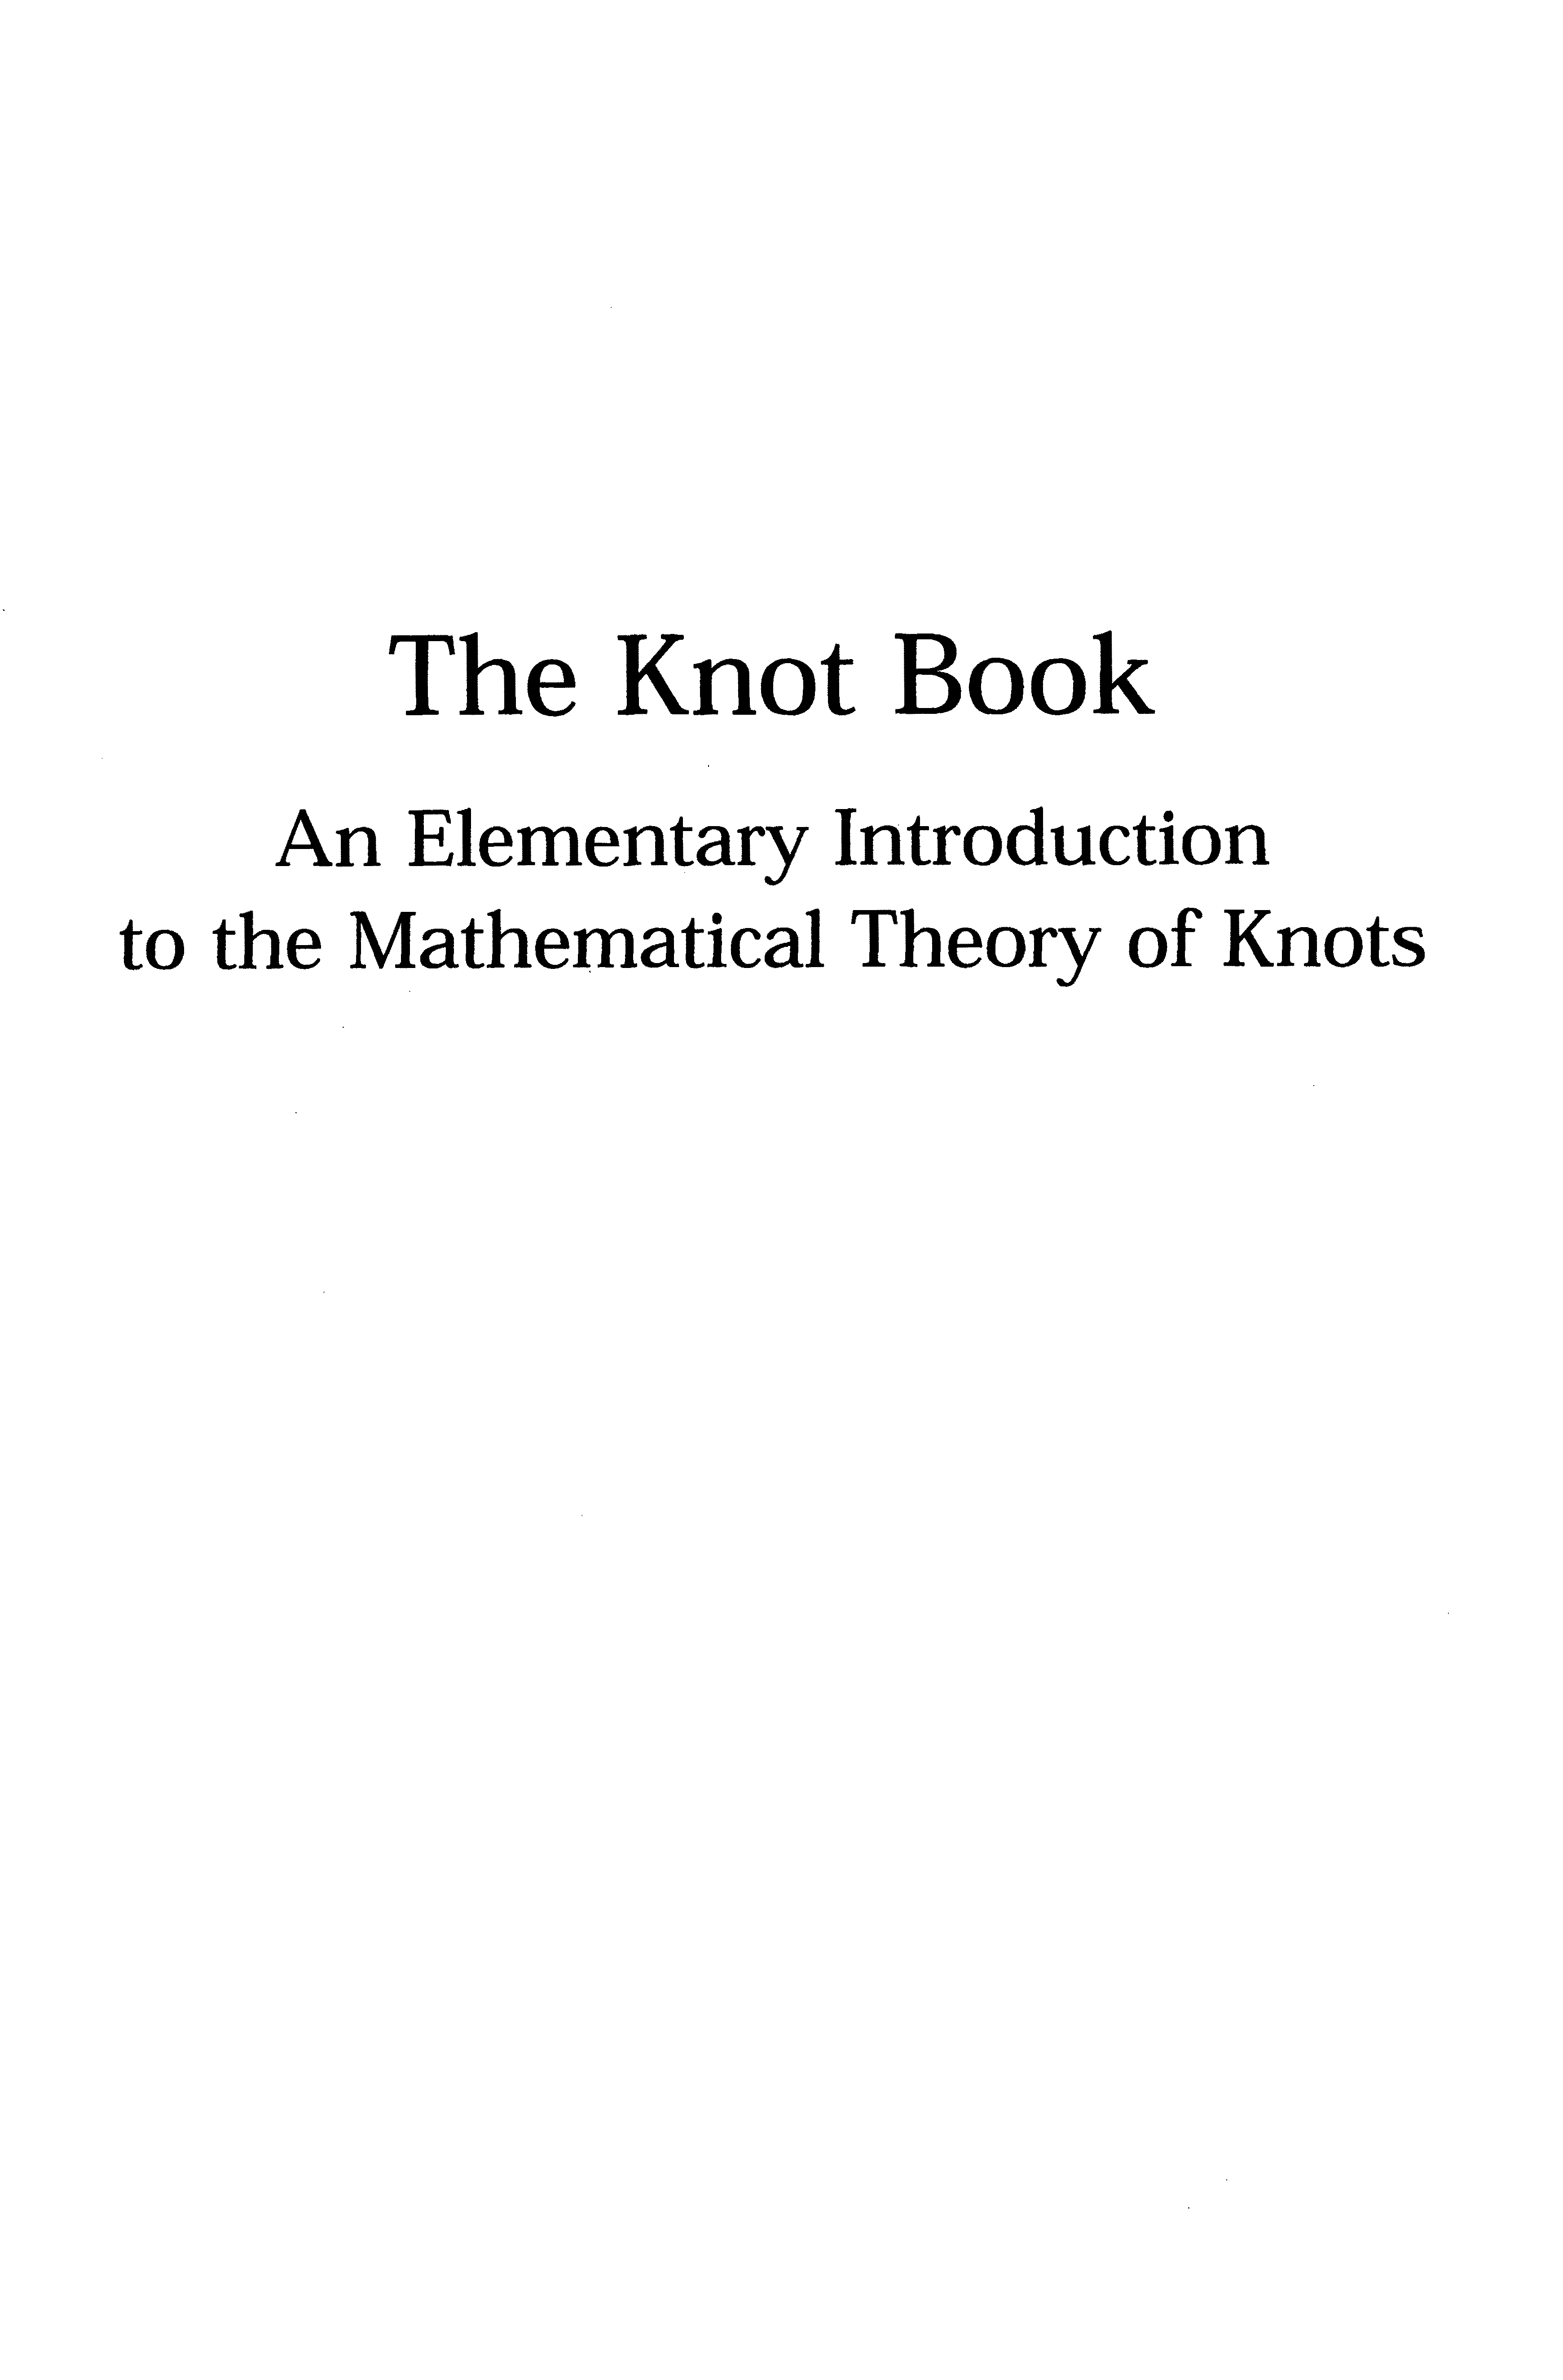 The Knot Book
An Elementary Introduction
to the Mathematical Theory of Knots